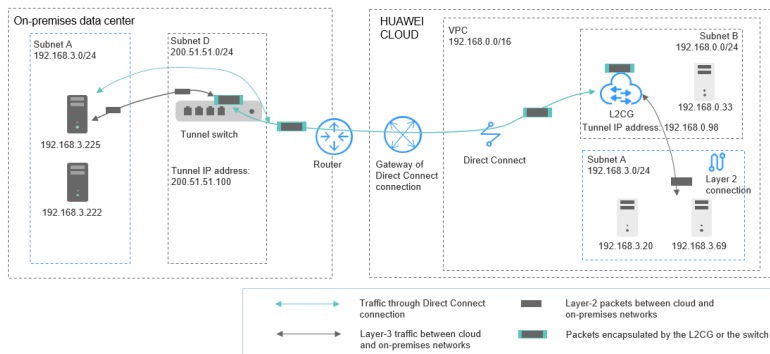 On-premises data center
Subnet A
192.168.3.0/24
192.168.3.225
192.168.3.222
Subnet D
200.51.51.0/24
Tunnel switch
Tunnel IP address:
200.51.51.100
Router
HUAWEI
CLOUD
Gateway of
Direct Connect
connection
VPC
192.168.0.0/16
Direct Connect
Subnet B
192.168.0.0/24
192.168.0.33
L2CG
Tunnel IP address: 192.168.0.98
Subnet A
192.168.3.0/24
Layer 2
connection
192.168.3.20
192.168.3.69
Traffic through Direct Connect
connection
Layer-2 packets between cloud and
on-premises networks
Layer-3 traffic between cloud
and on-premises networks
Packets encapsulated by the L2CG or the switch